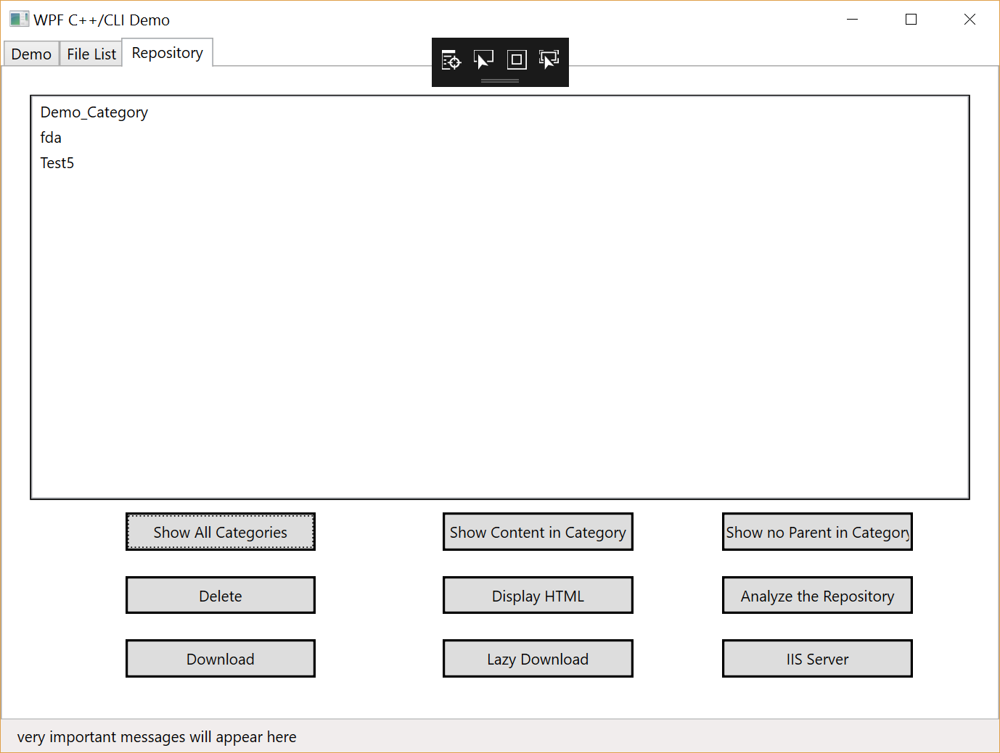 WPF C++/CLI Demo
Demo File List Repository
Demo_Category
fda
Test5
Show All Categories Show Content in Category Show no Parent in Category
Delete Display HTML Analyze the Repository
Download Lazy Download IIS Server
very important messages will appear here